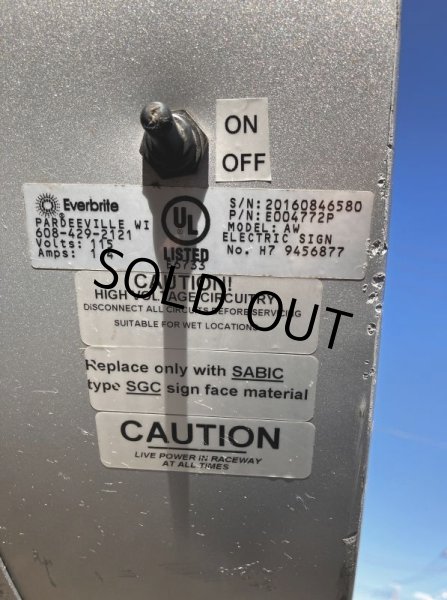 ON
OFF
Everbrite
PARDEEVILLE WI
608-429-2121
Volts: 115
Amps:
UL
LISTED
S/N: 20160846580
P/N: E004772P
MODEL: AW
ELECTRIC SIGN
No. H7 9456877
SOLD OUT
CAUTION!
HIGH VOLTAGE CIRCUITRY
DISCONNECT ALL CIRCUITS BEFORE SERVICING
SUITABLE FOR WET LOCATIONS
Replace only with SABIC
type SGC sign face material
CAUTION
LIVE POWER IN RACEWAY
AT ALL TIMES